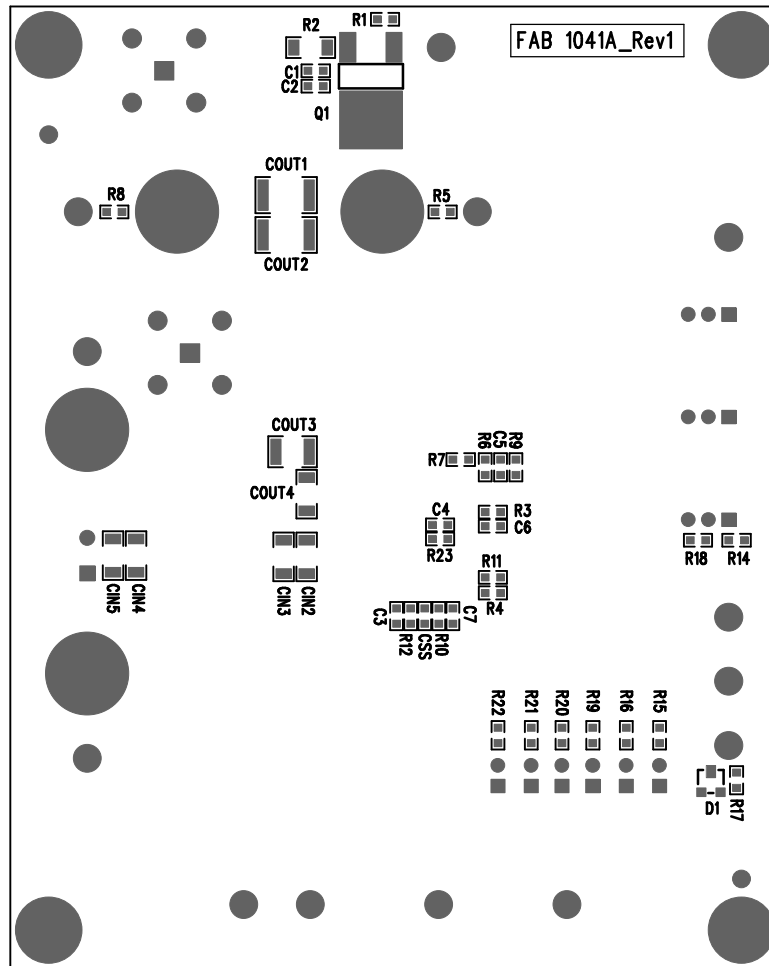 R1
R2
FAB 1041A_Rev1
C1
C2
Q1
COUT1
R8
R5
COUT2
COUT3
R6
C5
R9
R7
COUT4
C4
R3
C6
R23
R18
R14
R11
CIN5
CIN4
CIN3
CIN2
R4
C3
R12
CSS
R10
C7
R22
R21
R20
R19
R16
R15
D1
R17